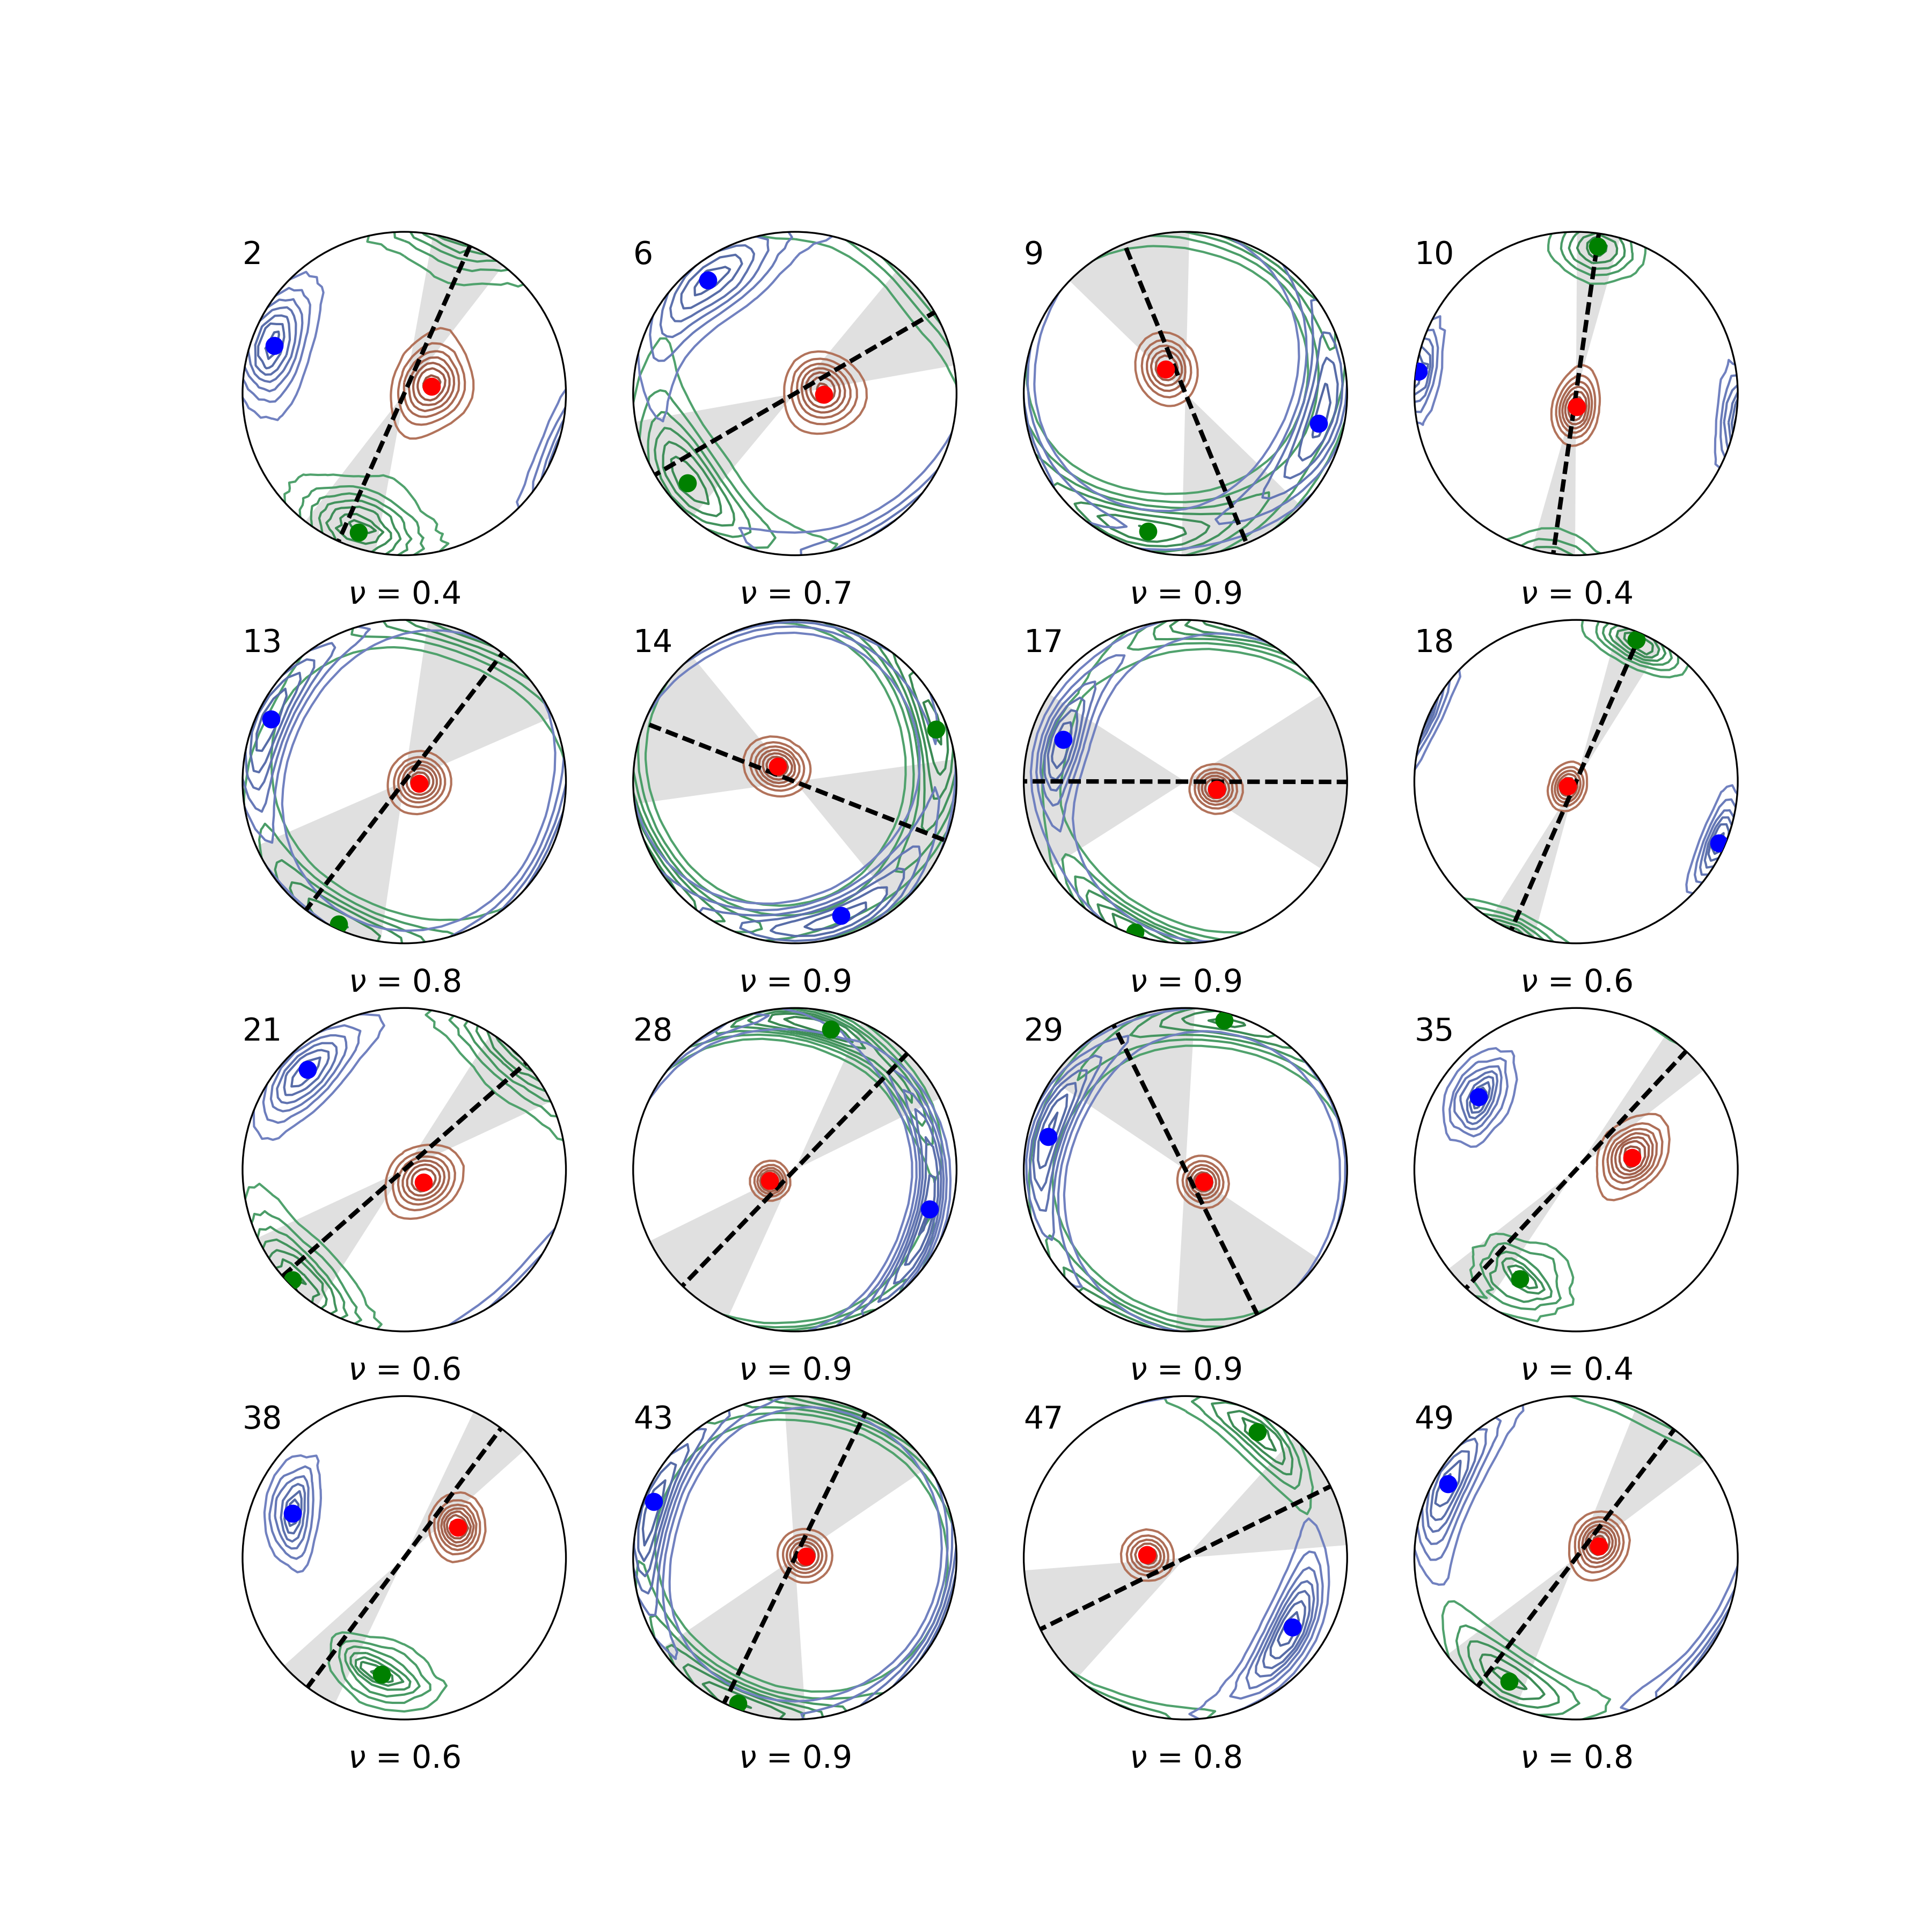 2 6 9 10
ν = 0.4 ν = 0.7 ν = 0.9 ν = 0.4
13 14 17 18
ν = 0.8 ν = 0.9 ν = 0.9 ν = 0.6
21 28 29 35
ν = 0.6 ν = 0.9 ν = 0.9 ν = 0.4
38 43 47 49
ν = 0.6 ν = 0.9 ν = 0.8 ν = 0.8